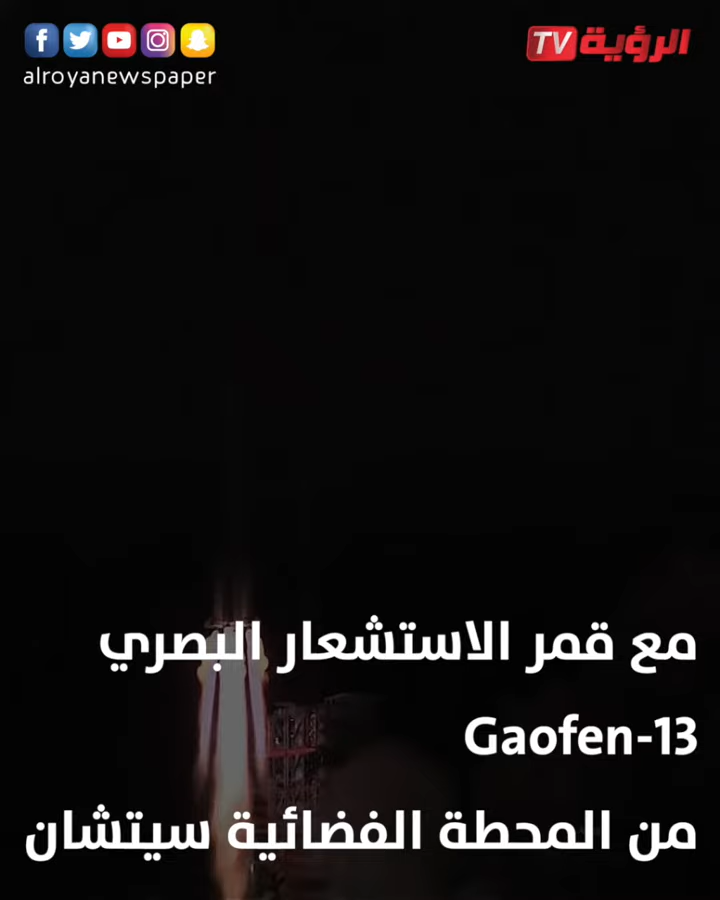 alroyanewspaper
الرؤية TV
مع قمر الاستشعار البصري
Gaofen-13
من المحطة الفضائية سيتشان